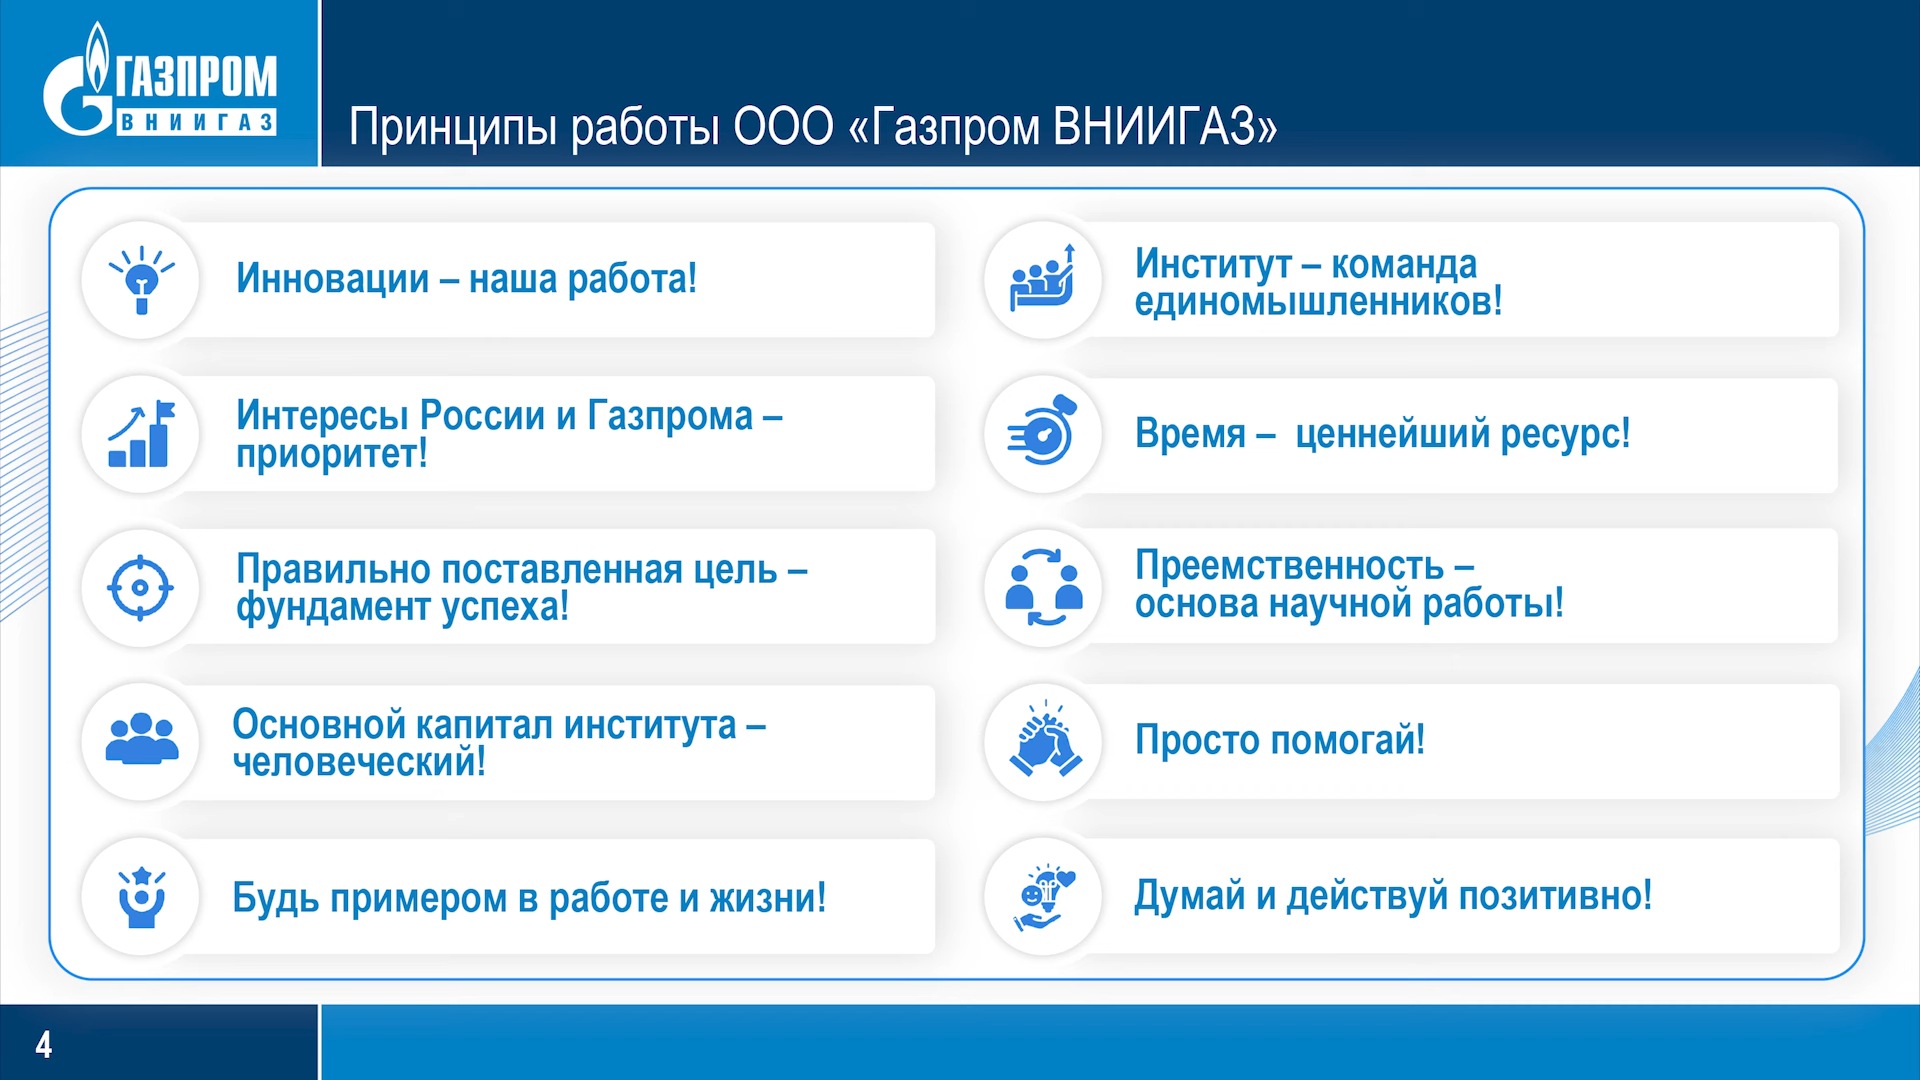 ГАЗПРОМ
ВНИИГАЗ
Принципы работы ООО «Газпром ВНИИГАЗ»
Инновации – наша работа!
Интересы России и Газпрома –
приоритет!
Правильно поставленная цель –
фундамент успеха!
Основной капитал института –
человеческий!
Будь примером в работе и жизни!
Институт – команда
единомышленников!
Время –  ценнейший ресурс!
Преемственность –
основа научной работы!
Просто помогай!
Думай и действуй позитивно!
4